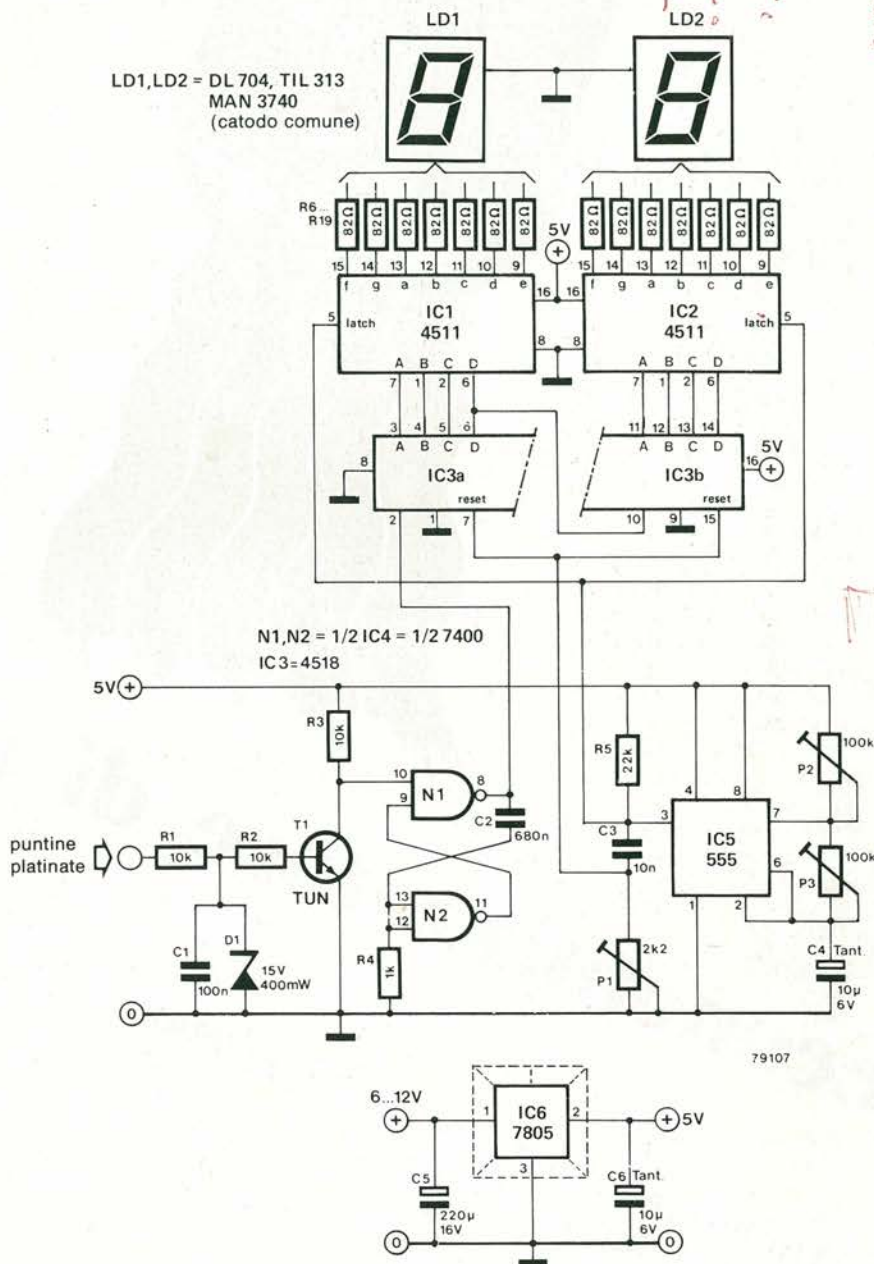 LD1 LD2
LD1,LD2 = DL 704, TIL 313
MAN 3740
(catodo comune)
R6...
R19
82Ω 82Ω 82Ω 82Ω 82Ω 82Ω 82Ω
82Ω 82Ω 82Ω 82Ω 82Ω 82Ω 82Ω
5V
+
15 14 13 12 11 10 9
15 14 13 12 11 10 9
f g a b c d e
f g a b c d e
5 latch
IC1
4511
16 16
8 8
IC2
4511
latch 5
A B C D
A B C D
7 1 2 6
7 1 2 6
3 4 5 6
11 12 13 14
A B C D
A B C D
8
IC3a
reset
2 1 7
IC3b
reset
16
5V
+
10 9 15
N1,N2 = 1/2 IC4 = 1/2 7400
IC3=4518
5V +
R3
10k
R5
22k
100k
P2
10
9
N1
8
C2
680n
4 8
3
IC5
555
7
6
1 2
C3
10n
100k
P3
puntine
platinate
R1
10k
R2
10k
T1
TUN
13
12
N2
11
R4
1k
C1
100n
D1
15V
400mW
2k2
P1
C4 Tant.
10μ
6V
0
79107
6...12V
+
1
IC6
7805
2
3
+ 5V
C5
220μ
16V
C6 Tant.
10μ
6V
0 0